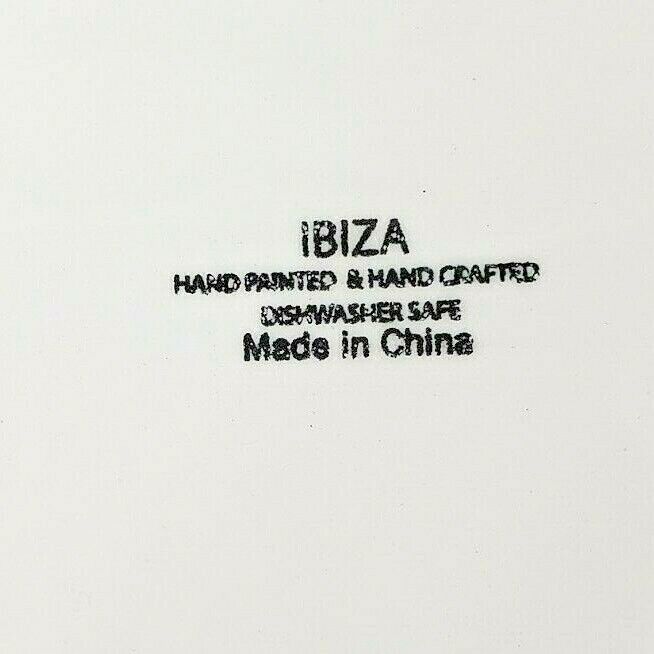 IBIZA
HAND PAINTED & HAND CRAFTED
DISHWASHER SAFE
Made in China